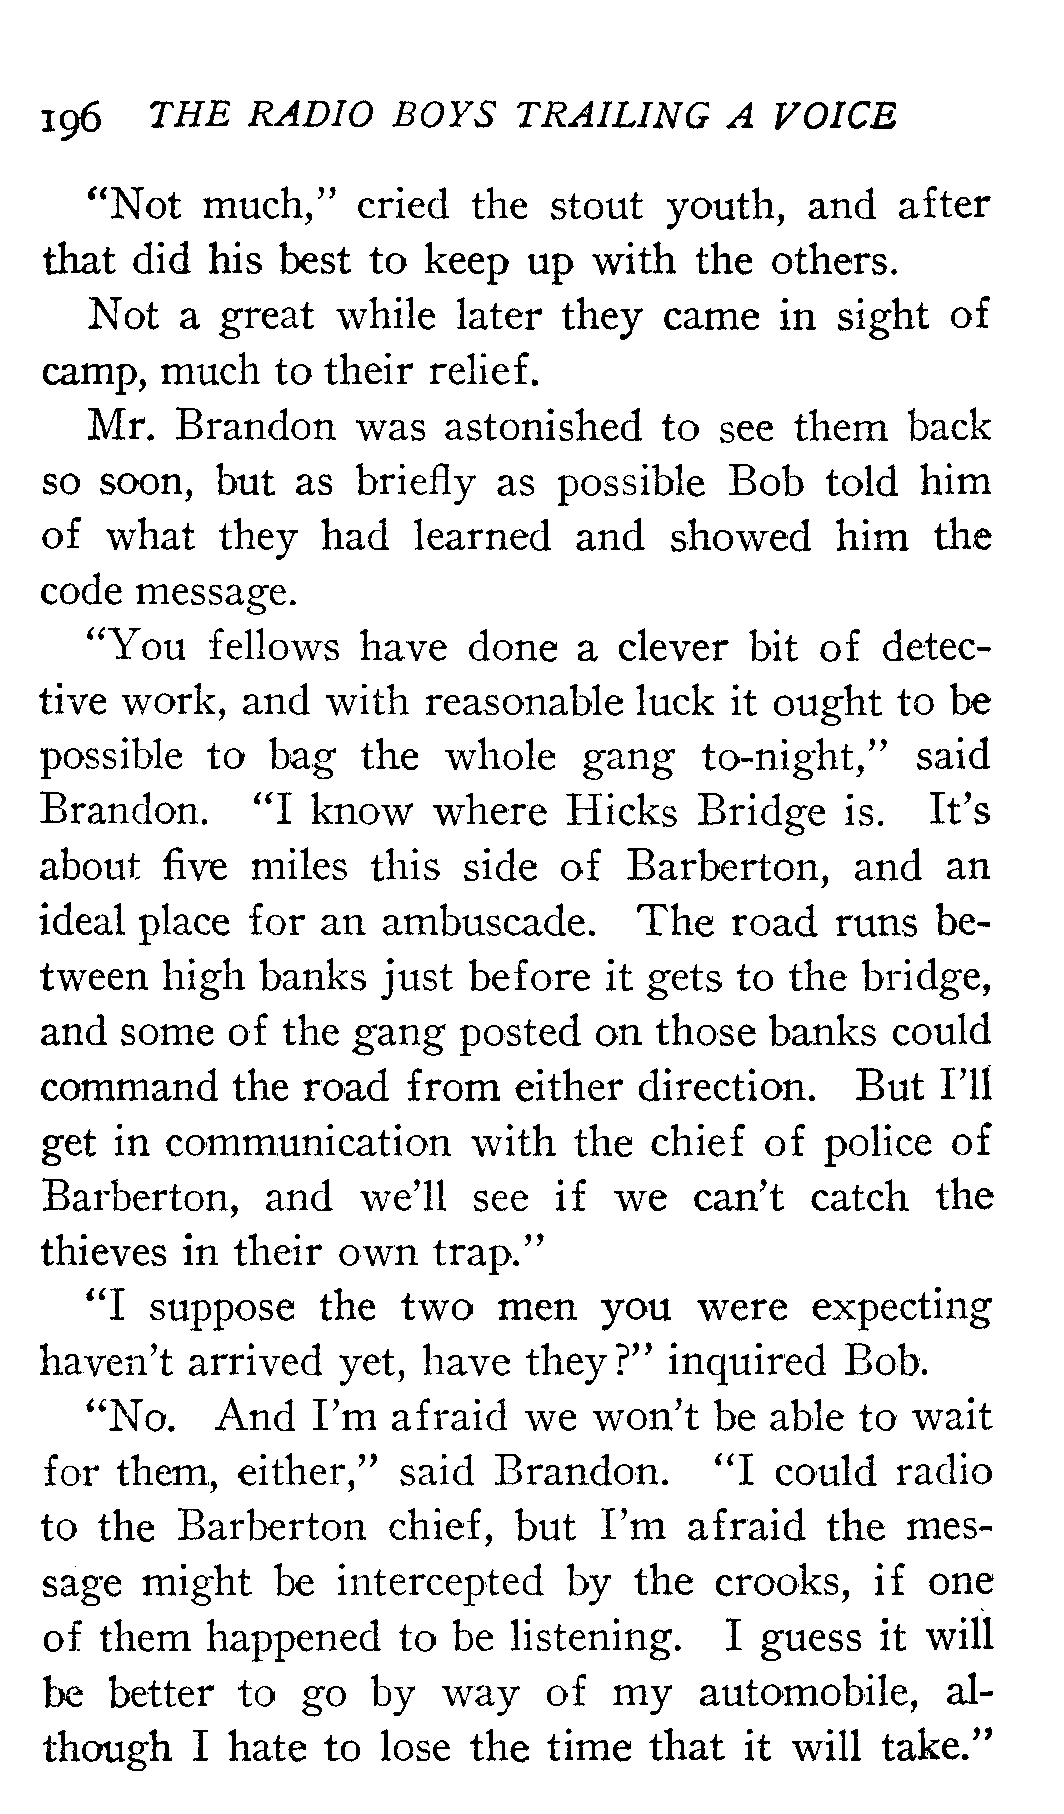 196 THE RADIO BOYS TRAILING A VOICE
"Not much," cried the stout youth, and after
that did his best to keep up with the others.
Not a great while later they came in sight of
camp, much to their relief.
Mr. Brandon was astonished to see them back
so soon, but as briefly as possible Bob told him
of what they had learned and showed him the
code message.
"You fellows have done a clever bit of detec-
tive work, and with reasonable luck it ought to be
possible to bag the whole gang to-night," said
Brandon. "I know where Hicks Bridge is. It's
about five miles this side of Barberton, and an
ideal place for an ambuscade. The road runs be-
tween high banks just before it gets to the bridge,
and some of the gang posted on those banks could
command the road from either direction. But I'll
get in communication with the chief of police of
Barberton, and we'll see if we can't catch the
thieves in their own trap."
"I suppose the two men you were expecting
haven't arrived yet, have they?" inquired Bob.
"No. And I'm afraid we won't be able to wait
for them, either," said Brandon. "I could radio
to the Barberton chief, but I'm afraid the mes-
sage might be intercepted by the crooks, if one
of them happened to be listening. I guess it will
be better to go by way of my automobile, al-
though I hate to lose the time that it will take."